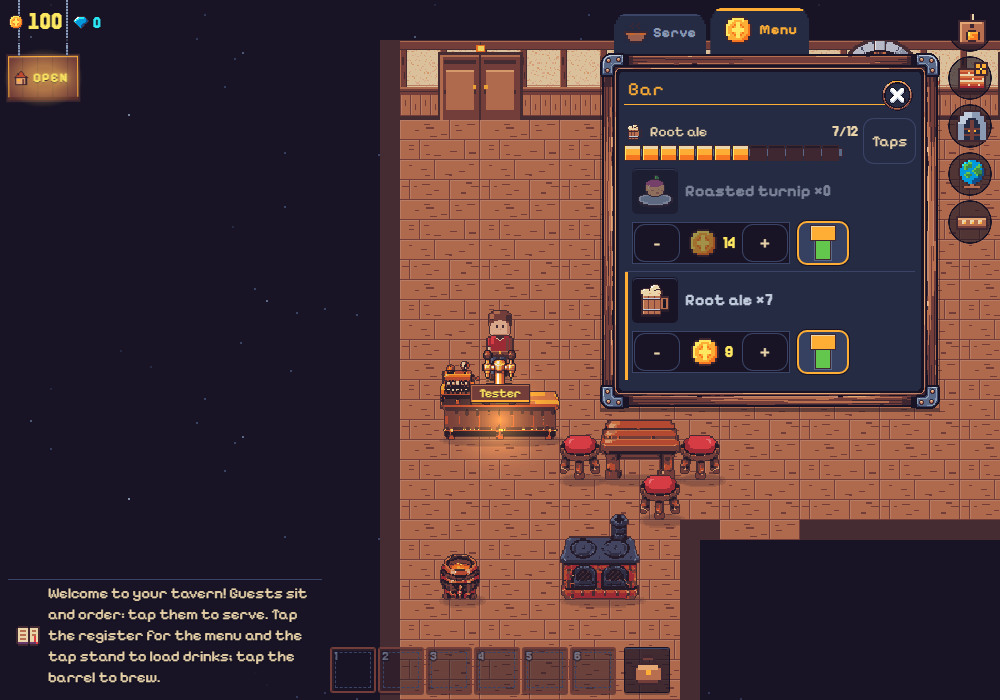 100
0
OPEN
Serve
Menu
Bar
Root ale
7/12
Taps
Roasted turnip ×0
- 14 +
Root ale ×7
- 9 +
Tester
Welcome to your tavern! Guests sit
and order: tap them to serve. Tap
the register for the menu and the
tap stand to load drinks; tap the
barrel to brew.
1 2 3 4 5 6